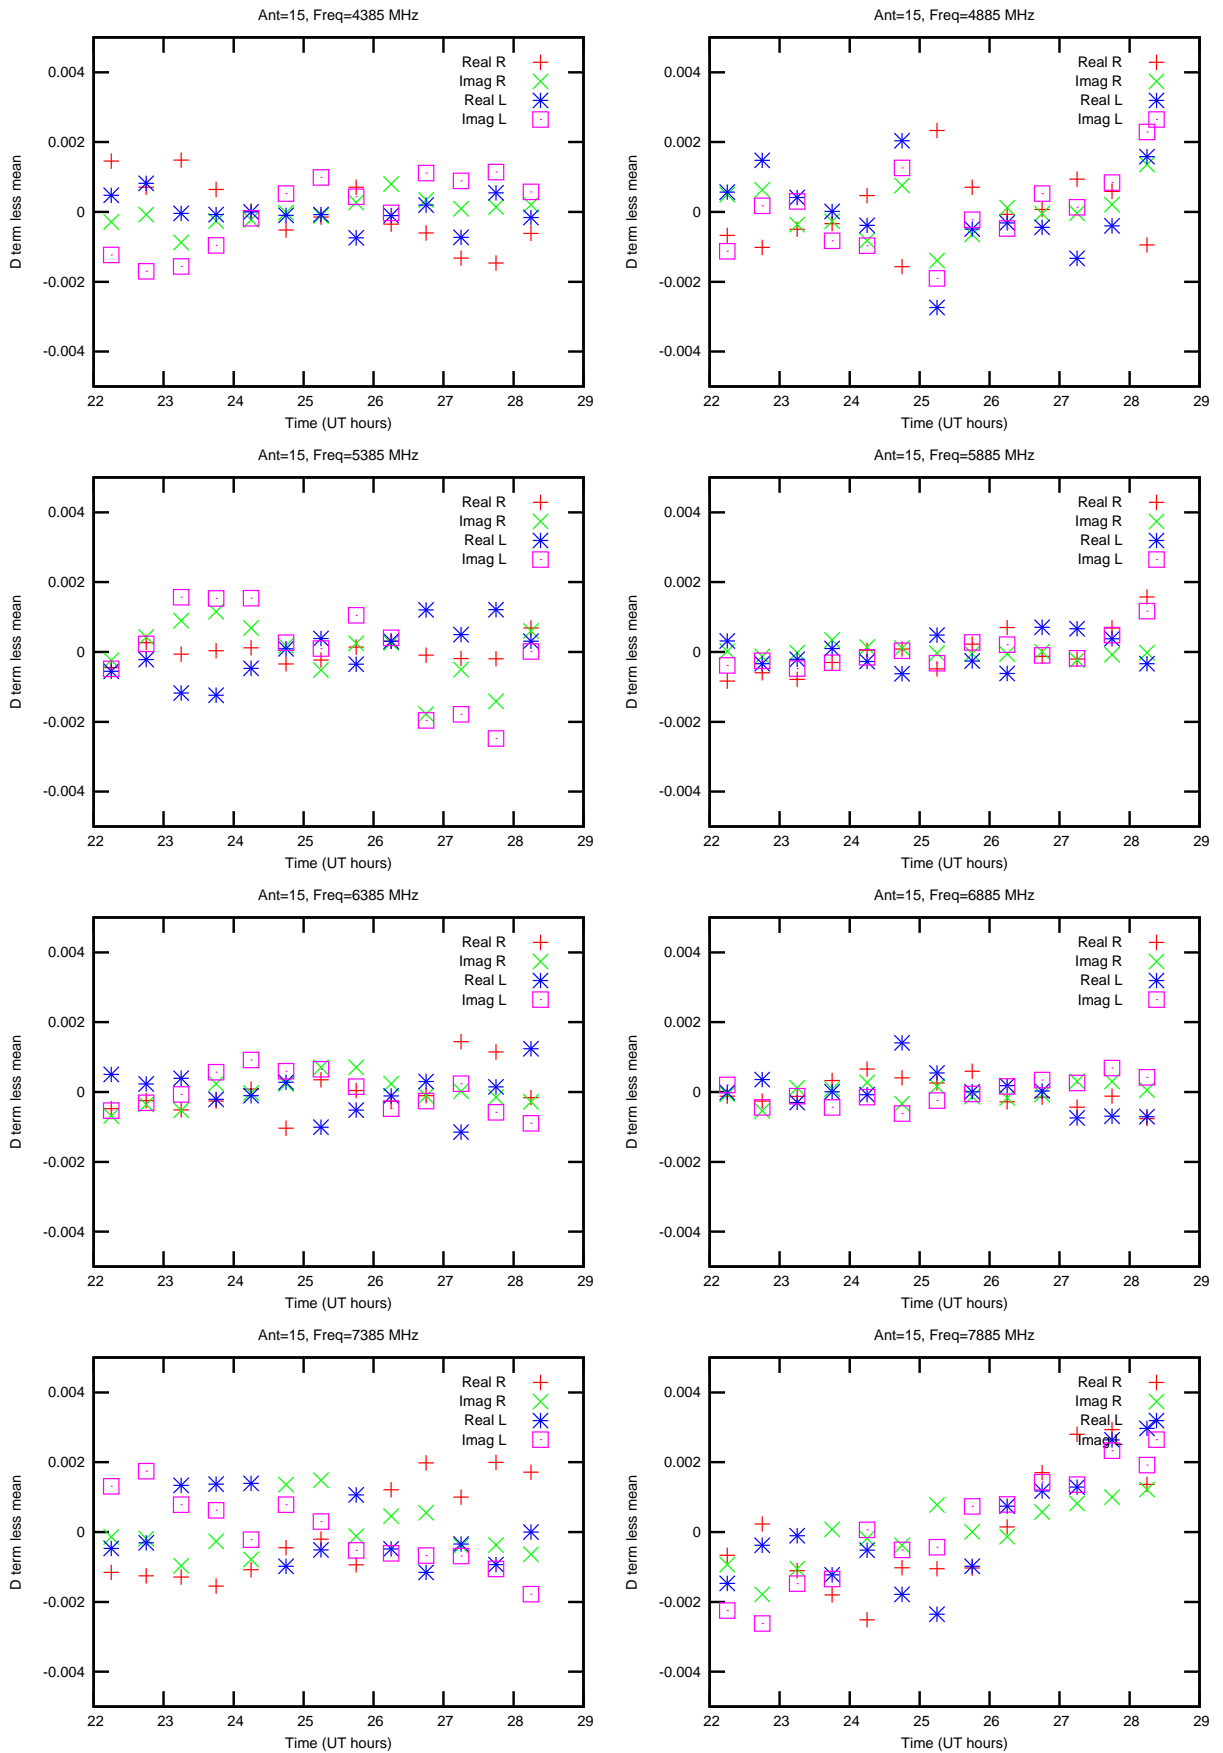 Ant=15, Freq=4385 MHz
D term less mean
0.004
0.002
0
-0.002
-0.004
Real R
Imag R
Real L
Imag L
22 23 24 25 26 27 28 29
Time (UT hours)
Ant=15, Freq=4885 MHz
D term less mean
0.004
0.002
0
-0.002
-0.004
Real R
Imag R
Real L
Imag L
22 23 24 25 26 27 28 29
Time (UT hours)
Ant=15, Freq=5385 MHz
D term less mean
0.004
0.002
0
-0.002
-0.004
Real R
Imag R
Real L
Imag L
22 23 24 25 26 27 28 29
Time (UT hours)
Ant=15, Freq=5885 MHz
D term less mean
0.004
0.002
0
-0.002
-0.004
Real R
Imag R
Real L
Imag L
22 23 24 25 26 27 28 29
Time (UT hours)
Ant=15, Freq=6385 MHz
D term less mean
0.004
0.002
0
-0.002
-0.004
Real R
Imag R
Real L
Imag L
22 23 24 25 26 27 28 29
Time (UT hours)
Ant=15, Freq=6885 MHz
D term less mean
0.004
0.002
0
-0.002
-0.004
Real R
Imag R
Real L
Imag L
22 23 24 25 26 27 28 29
Time (UT hours)
Ant=15, Freq=7385 MHz
D term less mean
0.004
0.002
0
-0.002
-0.004
Real R
Imag R
Real L
Imag L
22 23 24 25 26 27 28 29
Time (UT hours)
Ant=15, Freq=7885 MHz
D term less mean
0.004
0.002
0
-0.002
-0.004
Real R
Imag R
Real L
Imag L
22 23 24 25 26 27 28 29
Time (UT hours)